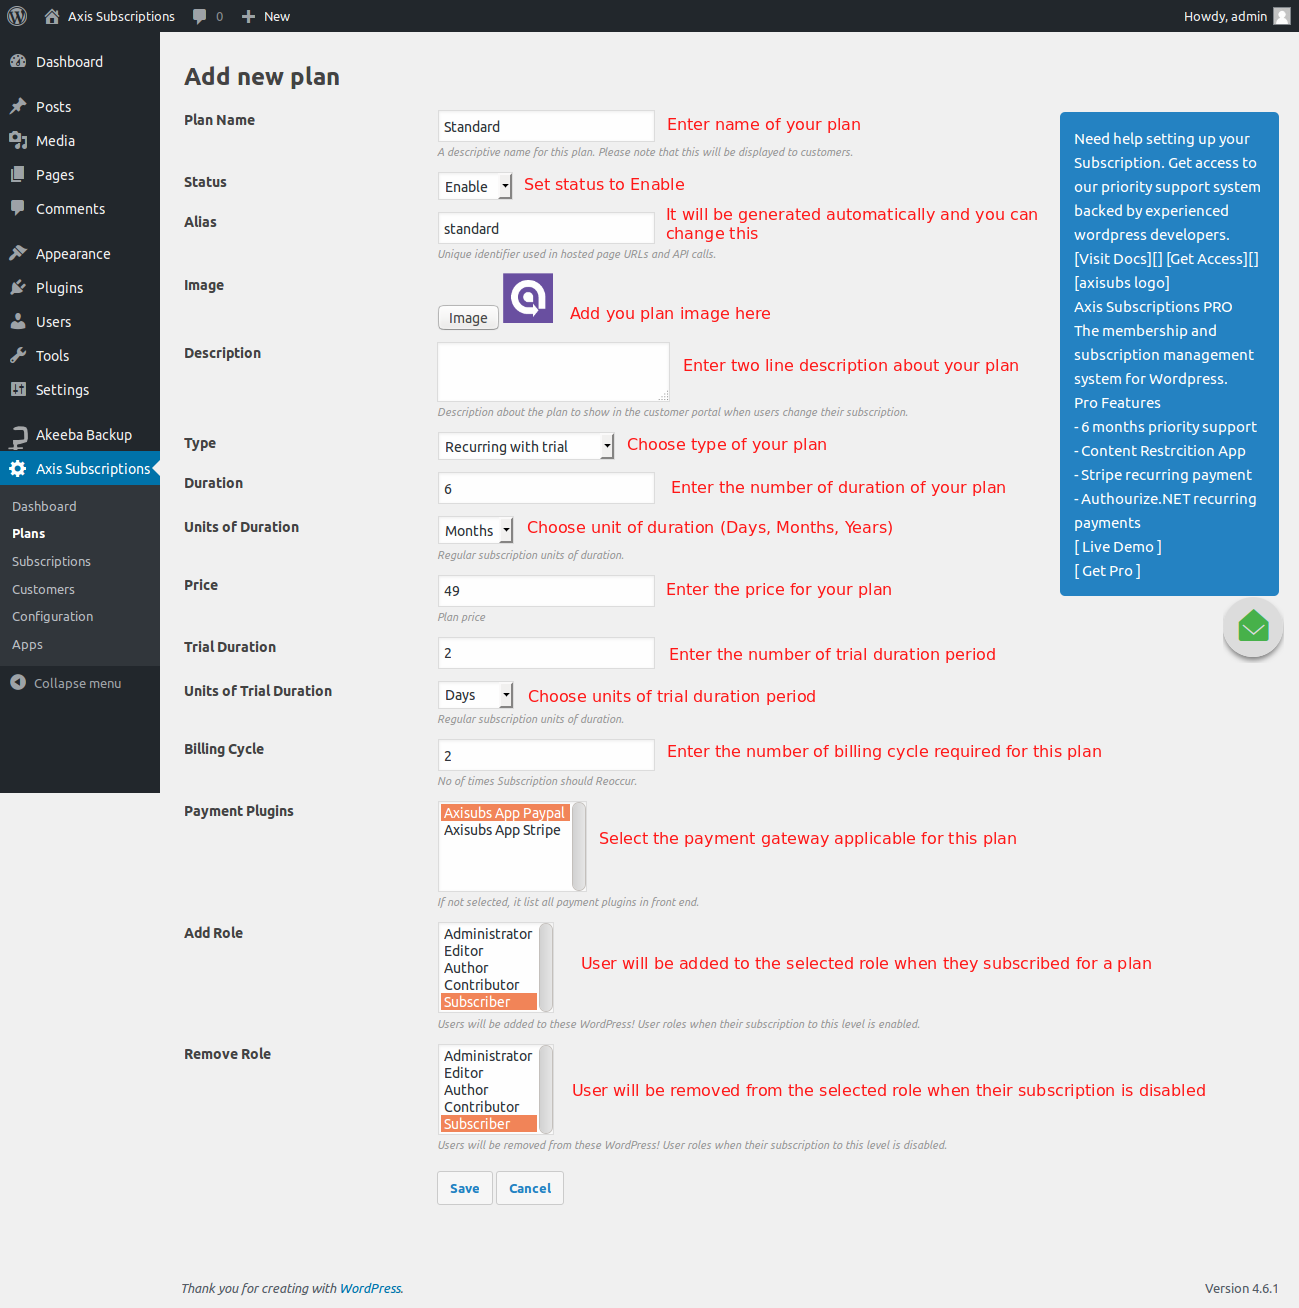 Axis Subscriptions 0 New Howdy, admin
Dashboard
Posts
Media
Pages
Comments
Appearance
Plugins
Users
Tools
Settings
Akeeba Backup
Axis Subscriptions
Dashboard
Plans
Subscriptions
Customers
Configuration
Apps
Collapse menu
Add new plan
Plan Name Standard Enter name of your plan
A descriptive name for this plan. Please note that this will be displayed to customers.
Status Enable Set status to Enable
Alias standard It will be generated automatically and you can
change this
Unique identifier used in hosted page URLs and API calls.
Image Image Add you plan image here
Description Enter two line description about your plan
Description about the plan to show in the customer portal when users change their subscription.
Type Recurring with trial Choose type of your plan
Duration 6 Enter the number of duration of your plan
Units of Duration Months Choose unit of duration (Days, Months, Years)
Regular subscription units of duration.
Price 49 Enter the price for your plan
Plan price
Trial Duration 2 Enter the number of trial duration period
Units of Trial Duration Days Choose units of trial duration period
Regular subscription units of duration.
Billing Cycle 2 Enter the number of billing cycle required for this plan
No of times Subscription should Reoccur.
Payment Plugins Axisubs App Paypal
Axisubs App Stripe
Select the payment gateway applicable for this plan
If not selected, it list all payment plugins in front end.
Add Role Administrator
Editor
Author
Contributor
Subscriber
User will be added to the selected role when they subscribed for a plan
Users will be added to these WordPress! User roles when their subscription to this level is enabled.
Remove Role Administrator
Editor
Author
Contributor
Subscriber
User will be removed from the selected role when their subscription is disabled
Users will be removed from these WordPress! User roles when their subscription to this level is disabled.
Save Cancel
Need help setting up your
Subscription. Get access to
our priority support system
backed by experienced
wordpress developers.
[Visit Docs][] [Get Access][]
[axisubs logo]
Axis Subscriptions PRO
The membership and
subscription management
system for Wordpress.
Pro Features
- 6 months priority support
- Content Restrcition App
- Stripe recurring payment
- Authourize.NET recurring
payments
[ Live Demo ]
[ Get Pro ]
Thank you for creating with WordPress. Version 4.6.1